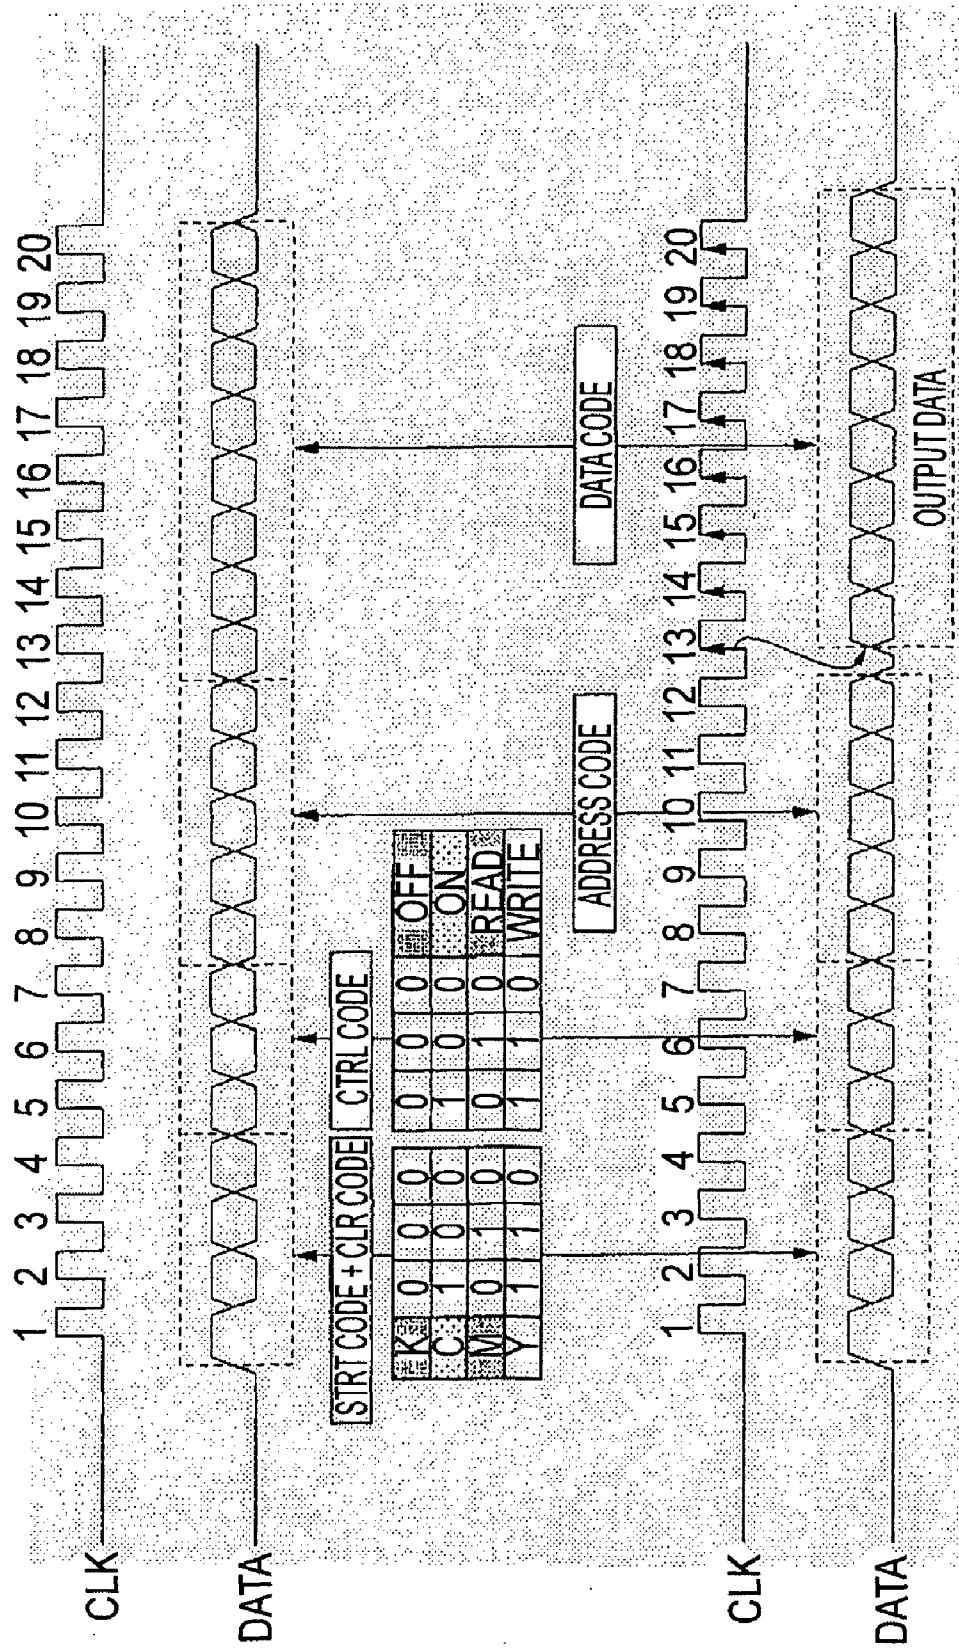 1 2 3 4 5 6 7 8 9 10 11 12 13 14 15 16 17 18 19 20
CLK
DATA
STRT CODE + CLR CODE CTRL CODE
K 0 0 0 0 0 0 OFF
C 1 0 0 1 0 0 ON
M 0 1 0 0 1 0 READ
Y 1 1 0 1 1 0 WRITE
ADDRESS CODE DATA CODE
1 2 3 4 5 6 7 8 9 10 11 12 13 14 15 16 17 18 19 20
CLK
DATA
OUTPUT DATA